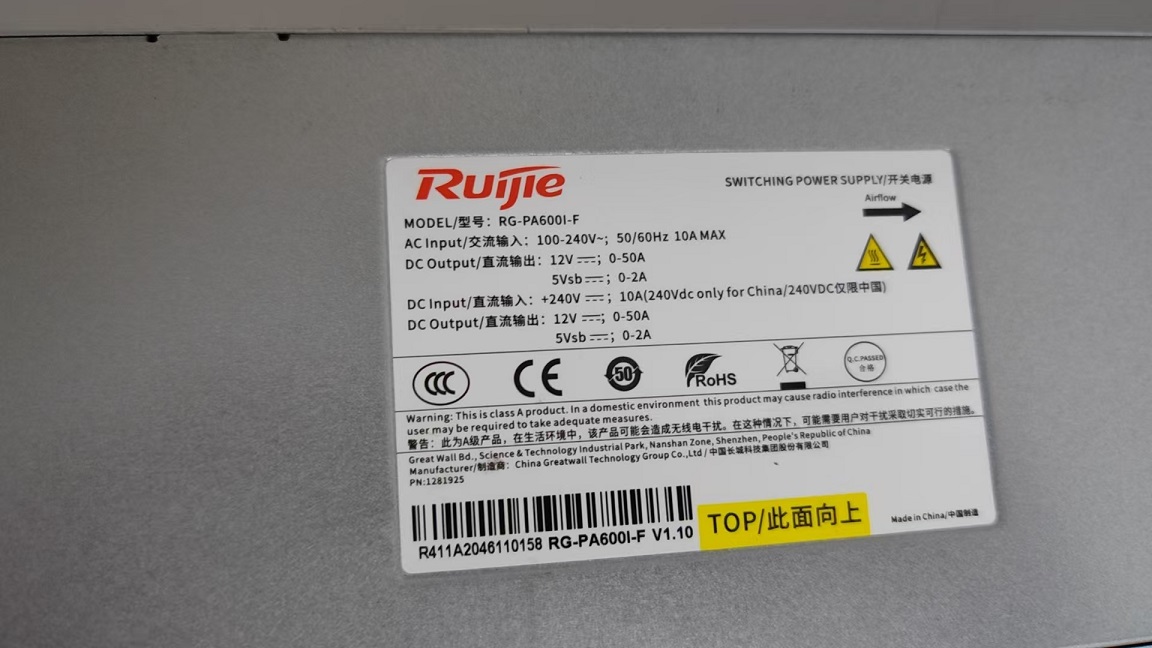 Ruijie
SWITCHING POWER SUPPLY/开关电源
Airflow
MODEL/型号: RG-PA600I-F
AC Input/交流输入: 100-240V~; 50/60Hz 10A MAX
DC Output/直流输出: 12V ⎓; 0-50A
5Vsb ⎓; 0-2A
DC Input/直流输入: +240V ⎓; 10A(240Vdc only for China/240VDC仅限中国)
DC Output/直流输出: 12V ⎓; 0-50A
5Vsb ⎓; 0-2A
CCC CE 50 RoHS Q.C.PASSED
合格
Warning: This is class A product. In a domestic environment this product may cause radio interference in which case the
user may be required to take adequate measures.
警告: 此为A级产品，在生活环境中，该产品可能会造成无线电干扰。在这种情况下，可能需要用户对干扰采取切实可行的措施。
Great Wall Bd., Science & Technology Industrial Park, Nanshan Zone, Shenzhen, People's Republic of China
Manufacturer/制造商: China Greatwall Technology Group Co.,Ltd / 中国长城科技集团股份有限公司
PN:1281925
R411A2046110158 RG-PA600I-F V1.10
TOP/此面向上
Made in China/中国制造